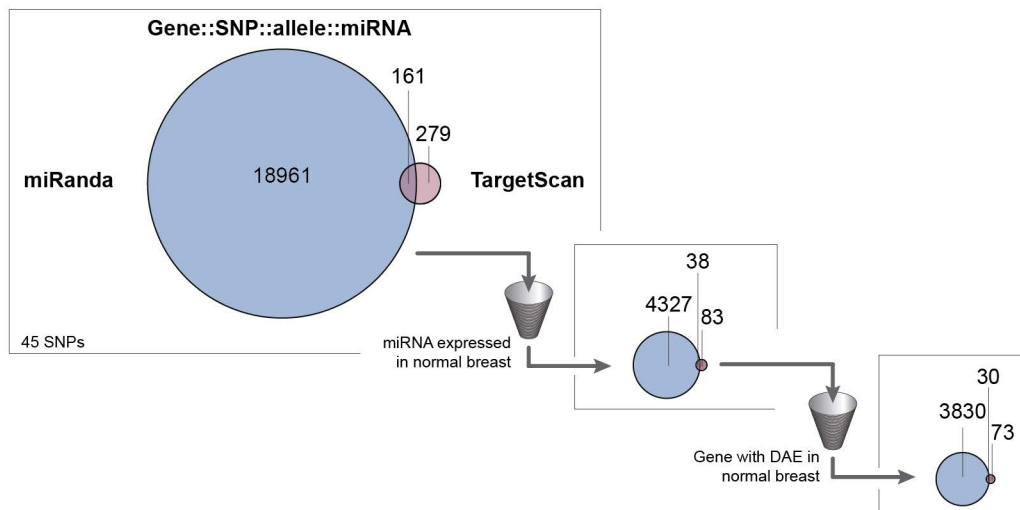 Gene::SNP::allele::miRNA
161
279
18961
miRanda
TargetScan
45 SNPs
miRNA expressed
in normal breast
38
4327
83
Gene with DAE in
normal breast
30
3830
73